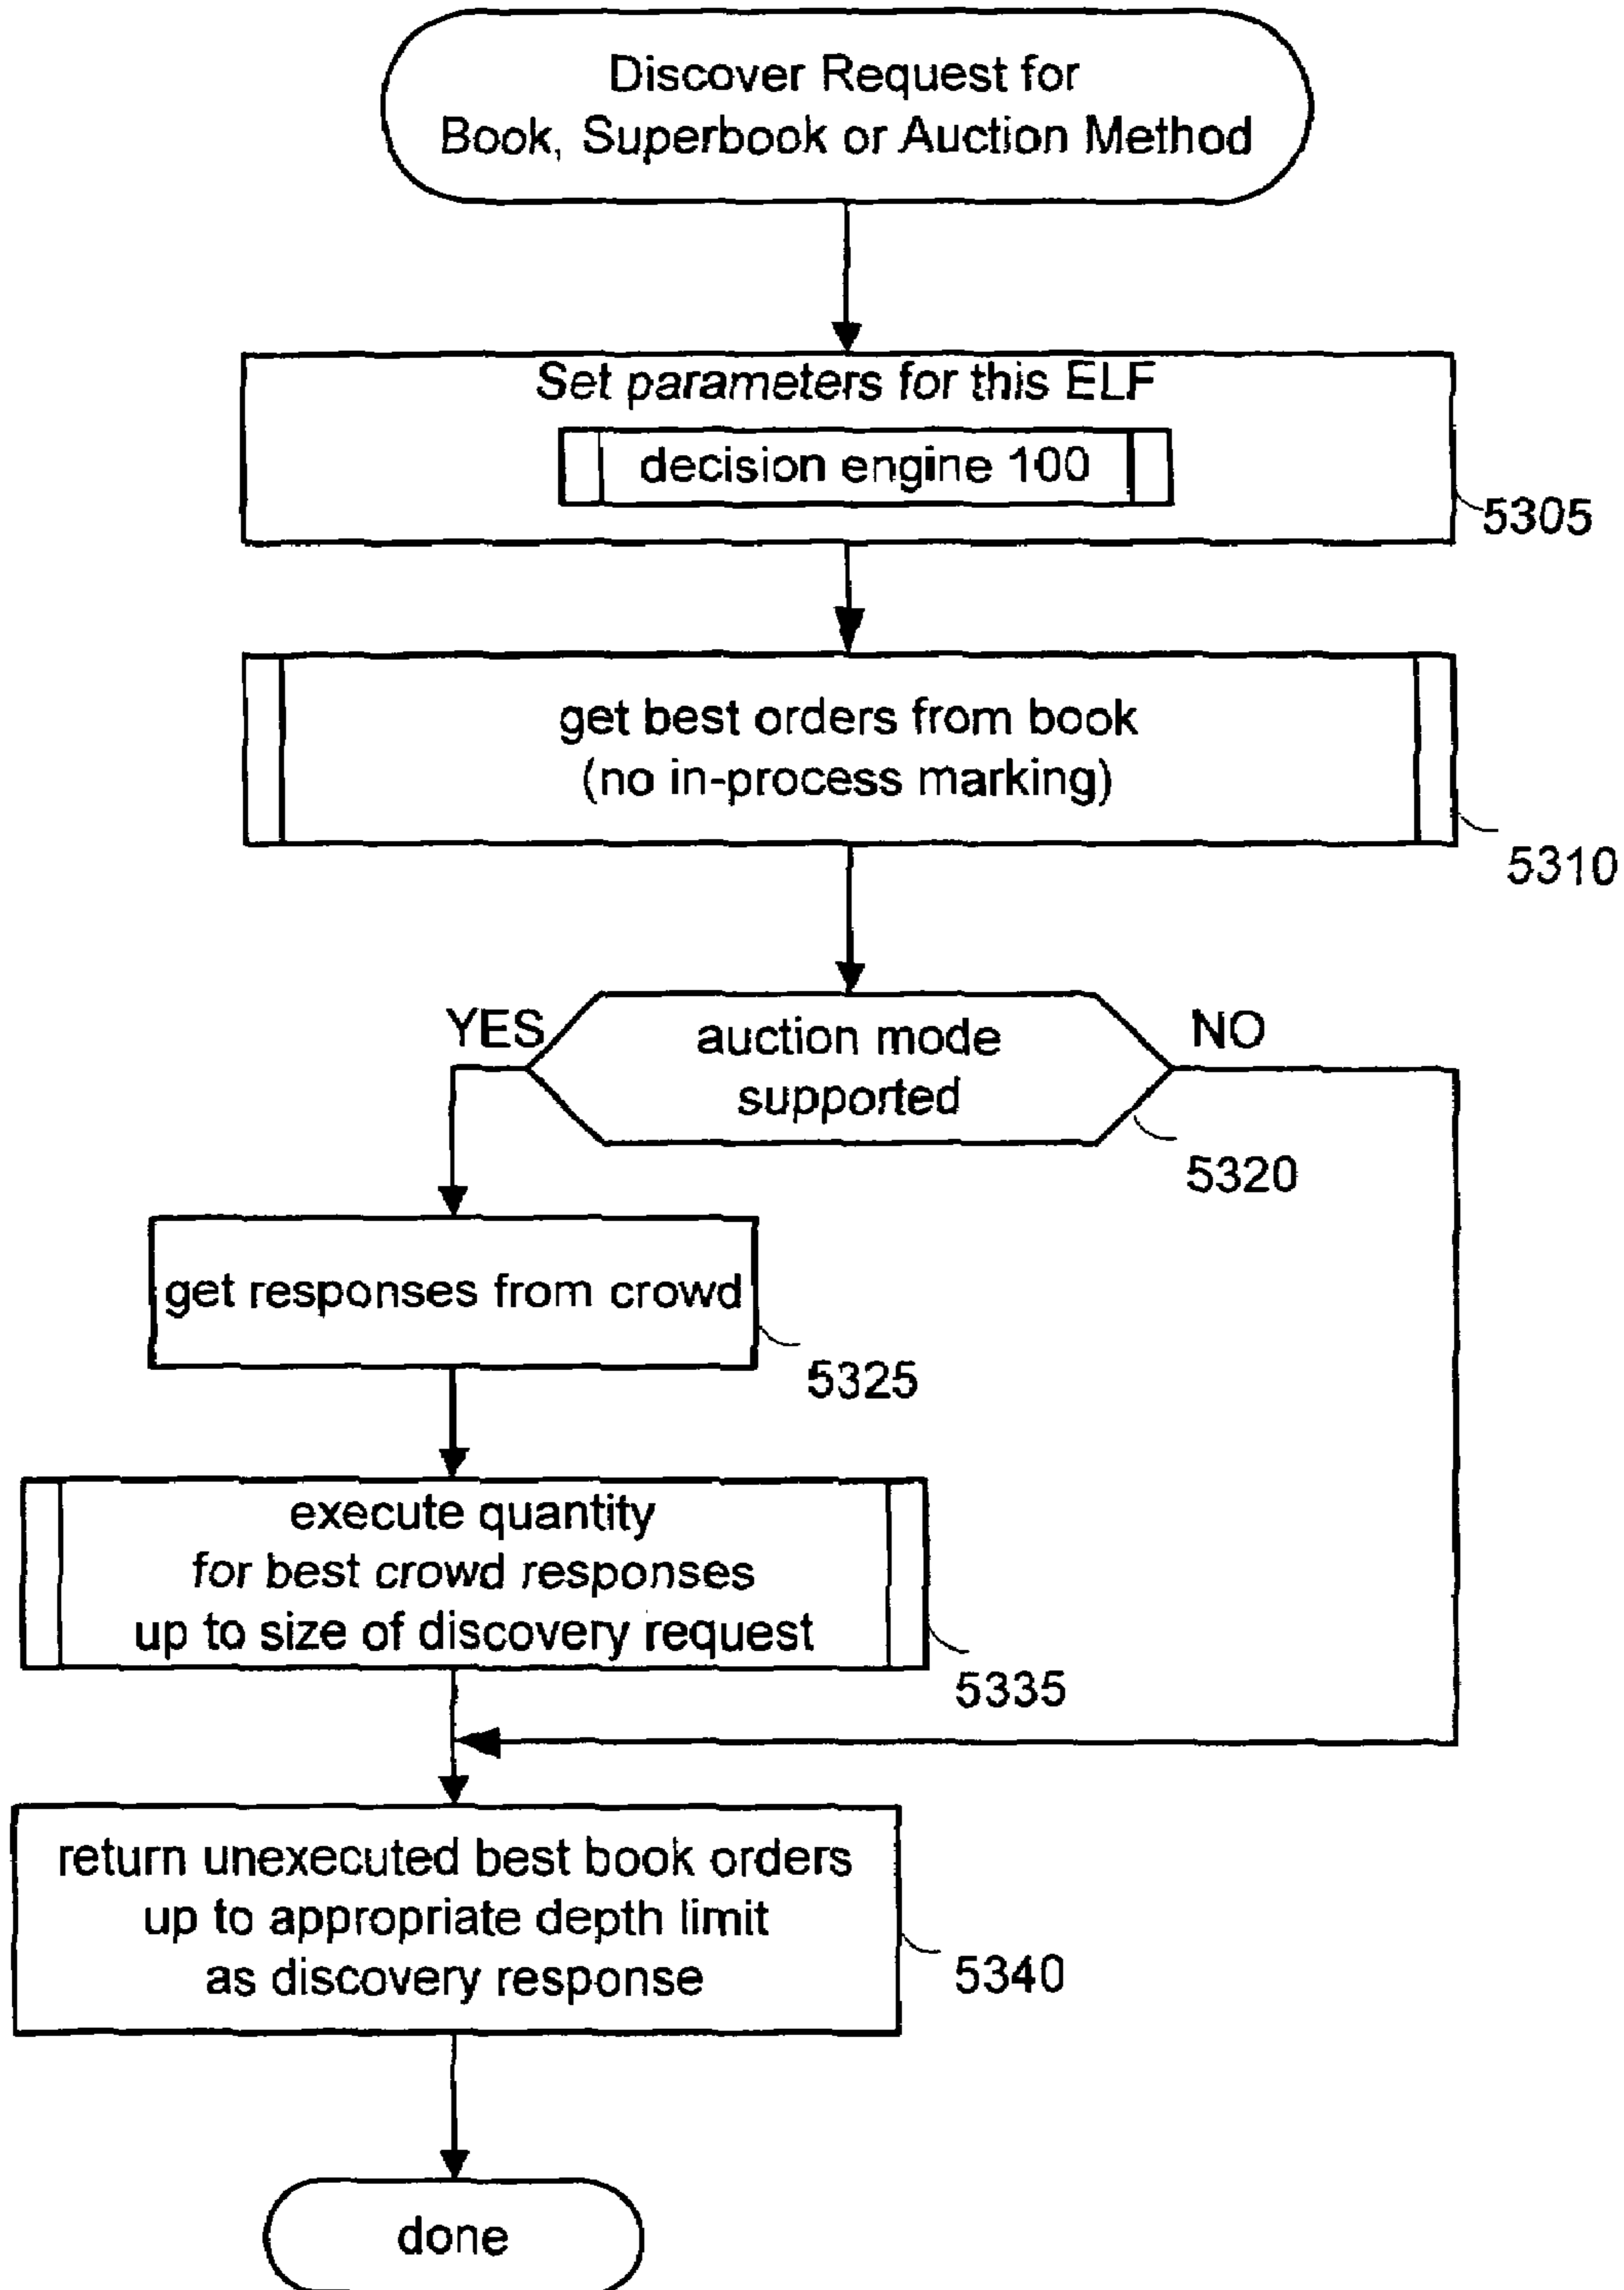 Discover Request for
Book, Superbook or Auction Method
Set parameters for this ELF
decision engine 100
5305
get best orders from book
(no in-process marking)
5310
YES
auction mode
supported
NO
5320
get responses from crowd
5325
execute quantity
for best crowd responses
up to size of discovery request
5335
return unexecuted best book orders
up to appropriate depth limit
as discovery response
5340
done